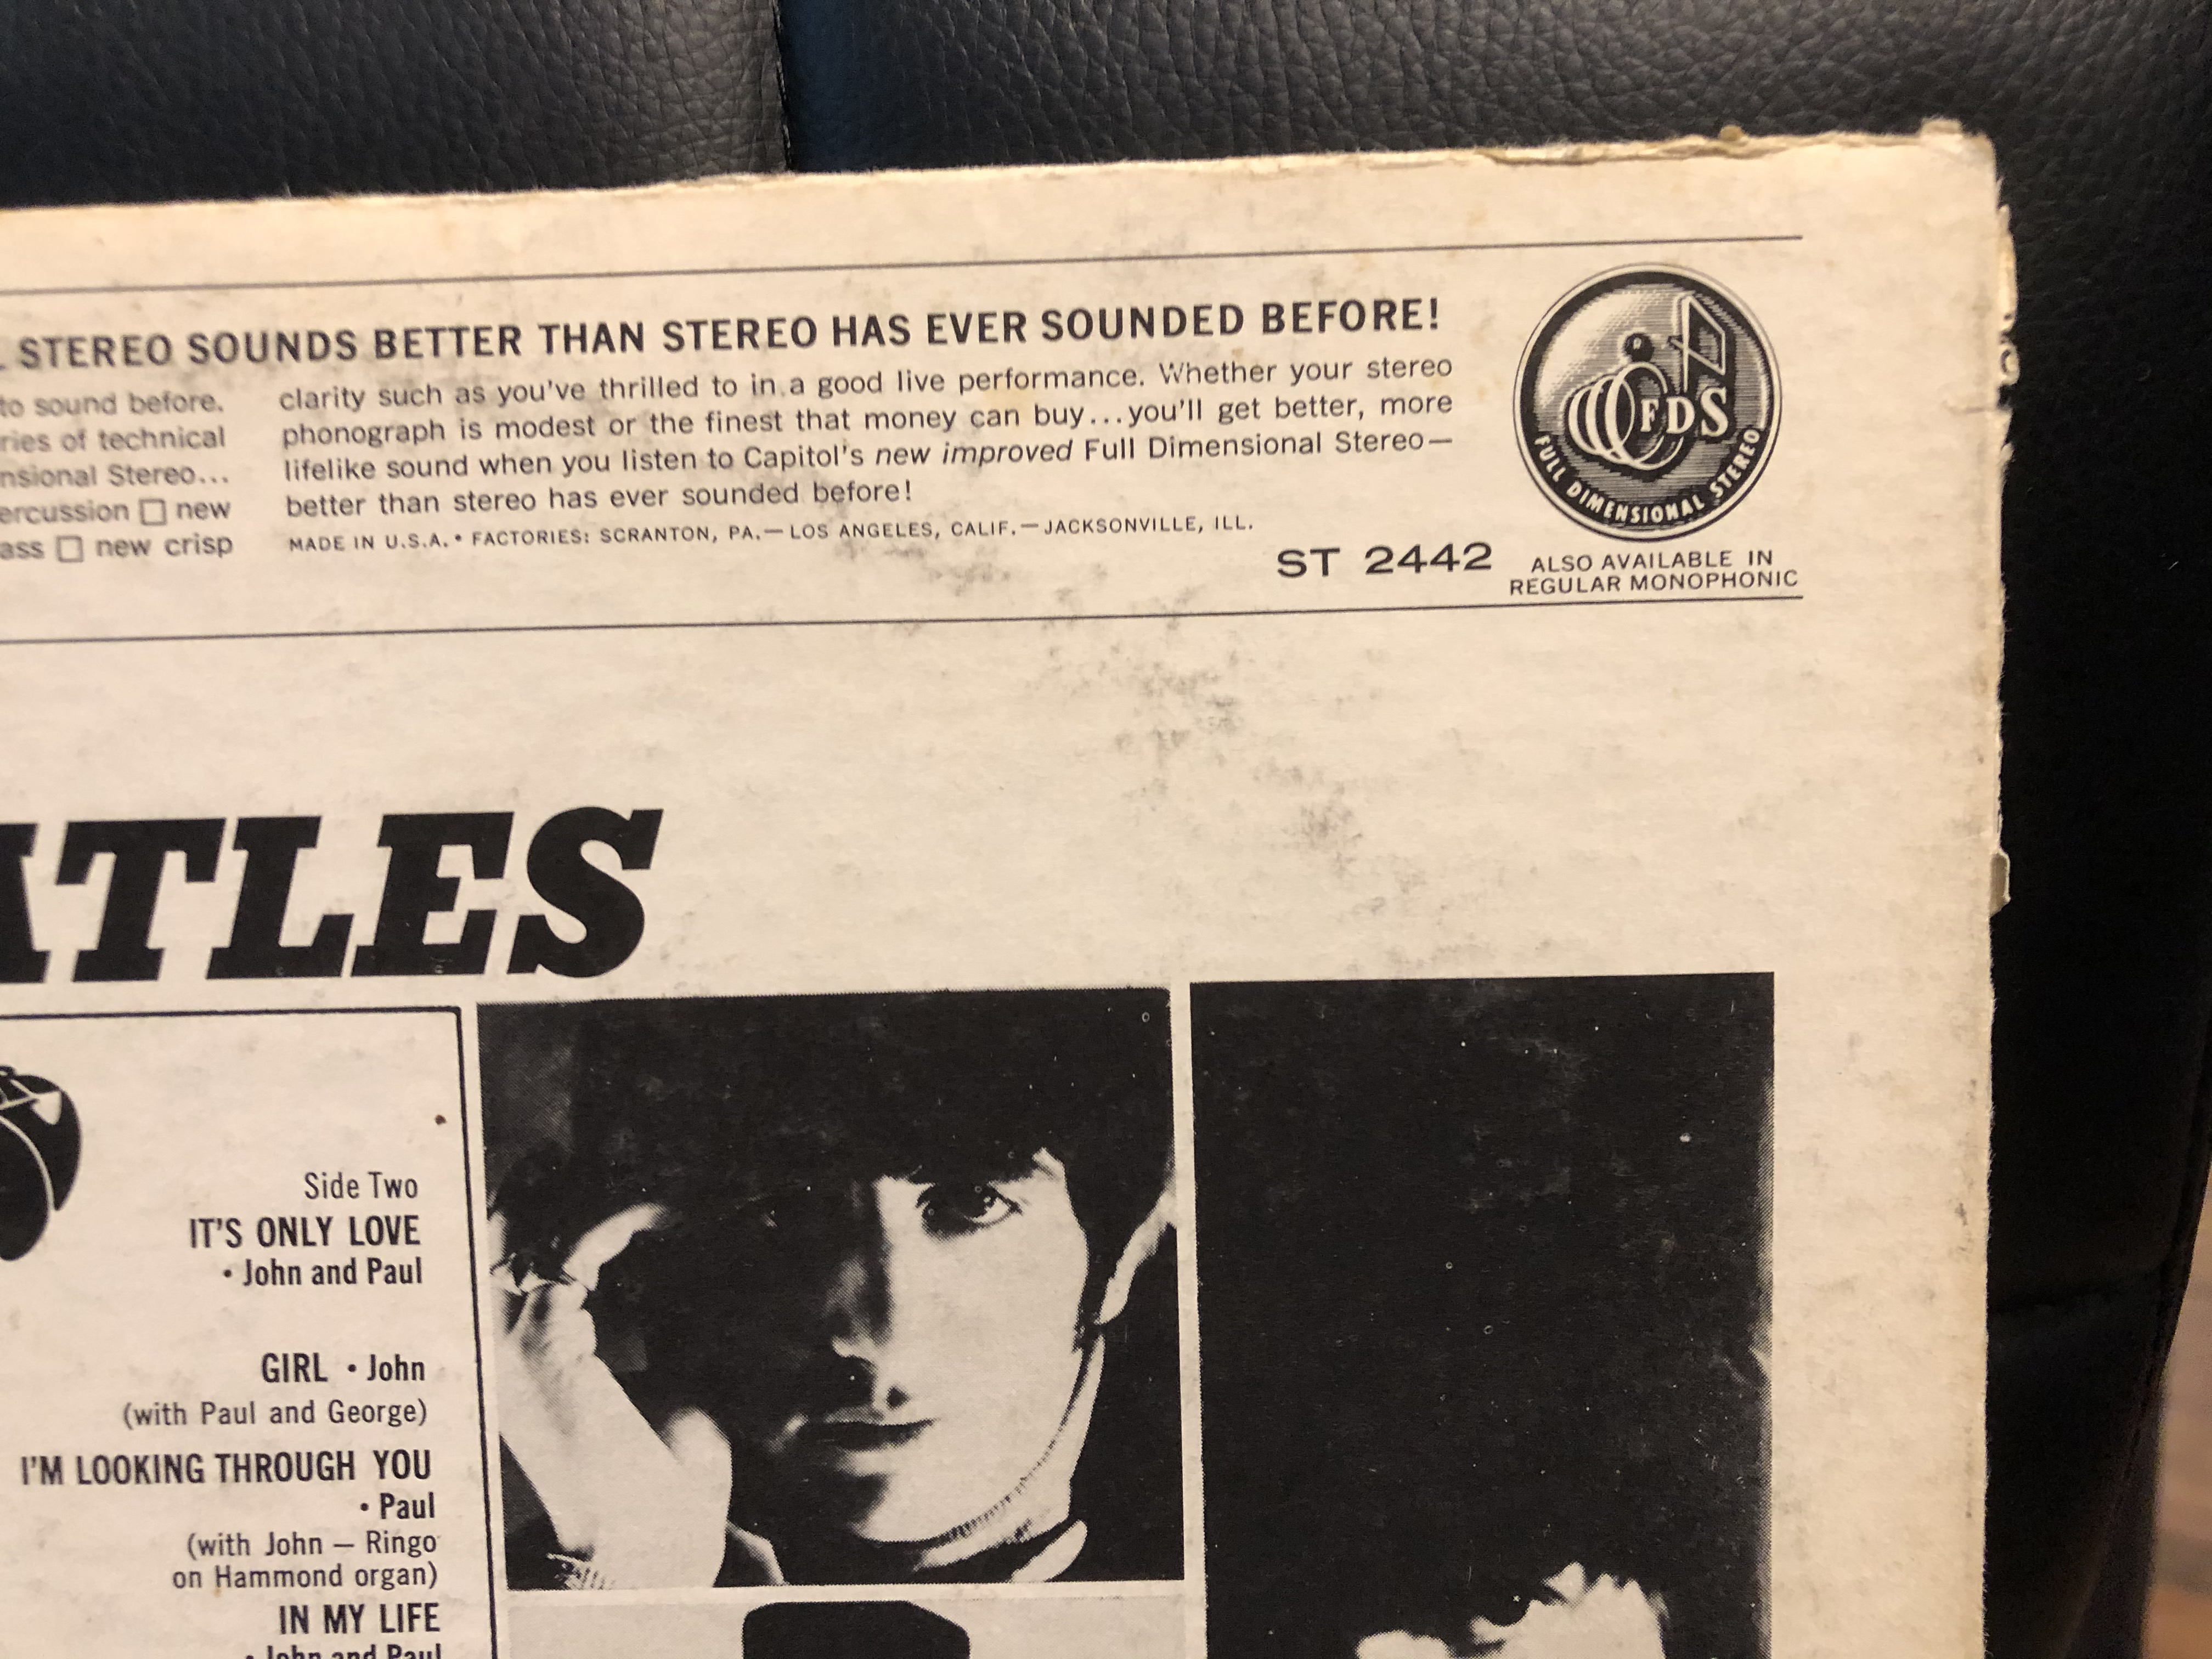 STEREO SOUNDS BETTER THAN STEREO HAS EVER SOUNDED BEFORE!
to sound before.
ries of technical
nsional Stereo...
ercussion □ new
ass □ new crisp
clarity such as you've thrilled to in a good live performance. Whether your stereo
phonograph is modest or the finest that money can buy...you'll get better, more
lifelike sound when you listen to Capitol's new improved Full Dimensional Stereo—
better than stereo has ever sounded before!
MADE IN U.S.A. • FACTORIES: SCRANTON, PA.—LOS ANGELES, CALIF.—JACKSONVILLE, ILL.
ST 2442
FDS
FULL DIMENSIONAL STEREO
ALSO AVAILABLE IN
REGULAR MONOPHONIC
ATLES
Side Two
IT'S ONLY LOVE
• John and Paul
GIRL • John
(with Paul and George)
I'M LOOKING THROUGH YOU
• Paul
(with John — Ringo
on Hammond organ)
IN MY LIFE
• John and Paul